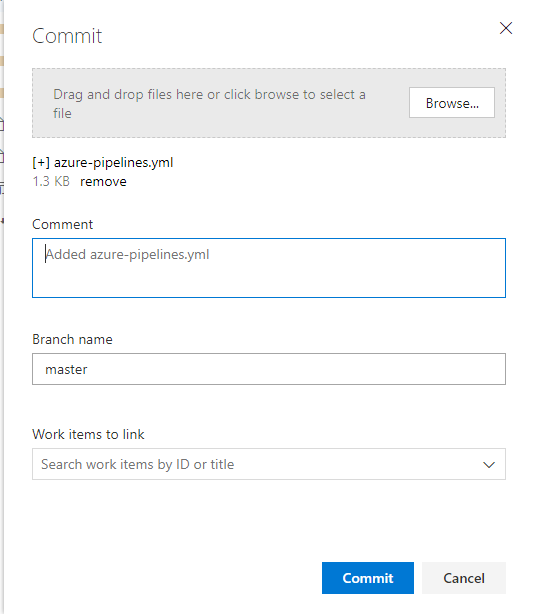 Commit
Drag and drop files here or click browse to select a
file
Browse...
[+] azure-pipelines.yml
1.3 KB remove
Comment
Added azure-pipelines.yml
Branch name
master
Work items to link
Search work items by ID or title
Commit Cancel